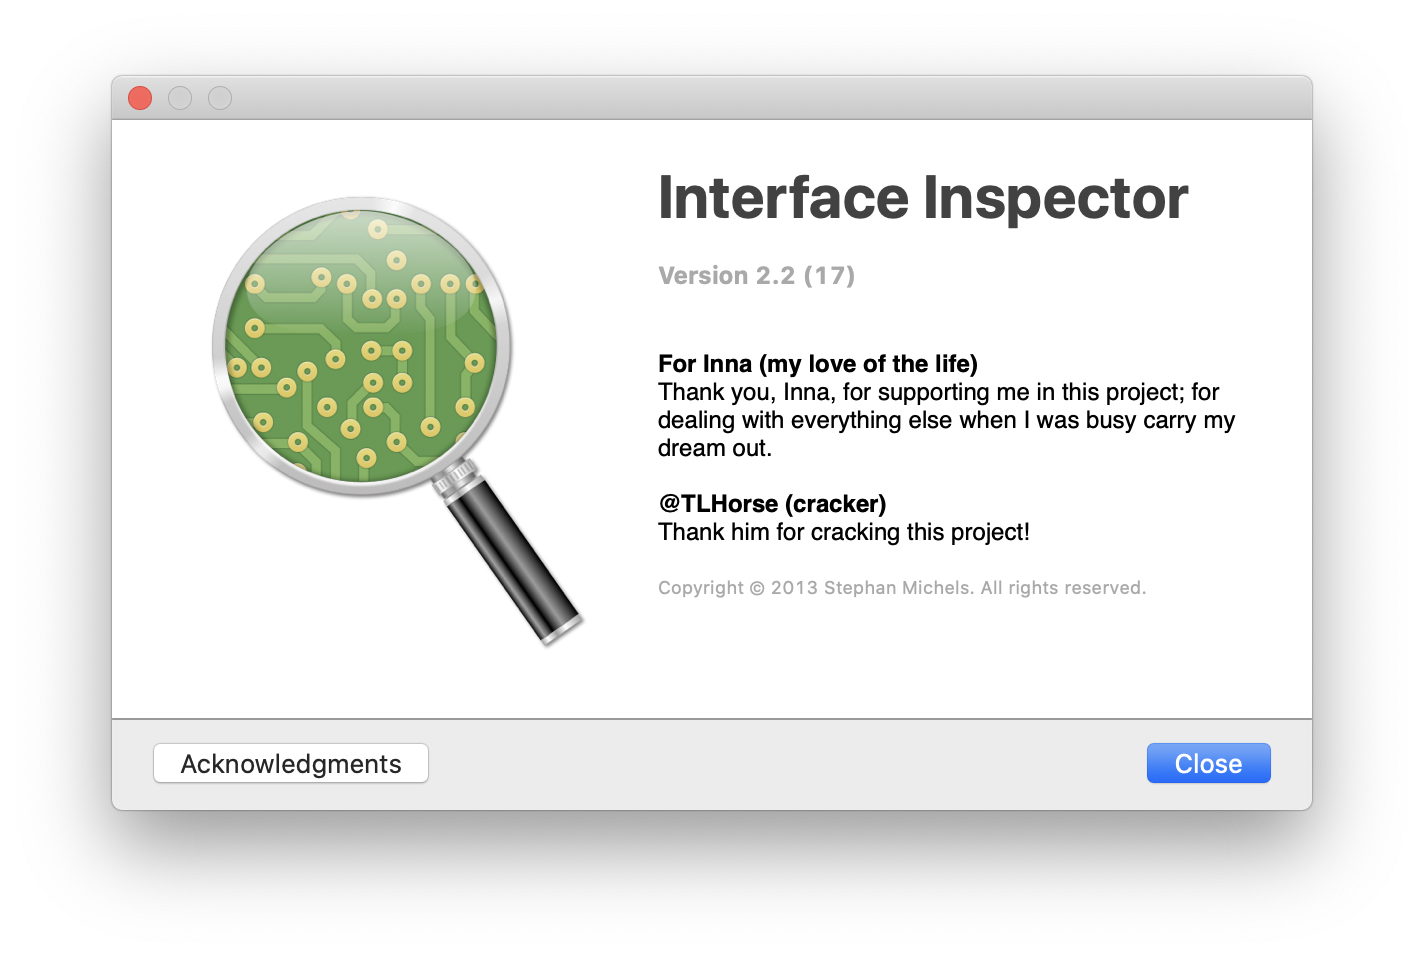 Interface Inspector
Version 2.2 (17)
For Inna (my love of the life)
Thank you, Inna, for supporting me in this project; for
dealing with everything else when I was busy carry my
dream out.
@TLHorse (cracker)
Thank him for cracking this project!
Copyright © 2013 Stephan Michels. All rights reserved.
Acknowledgments
Close